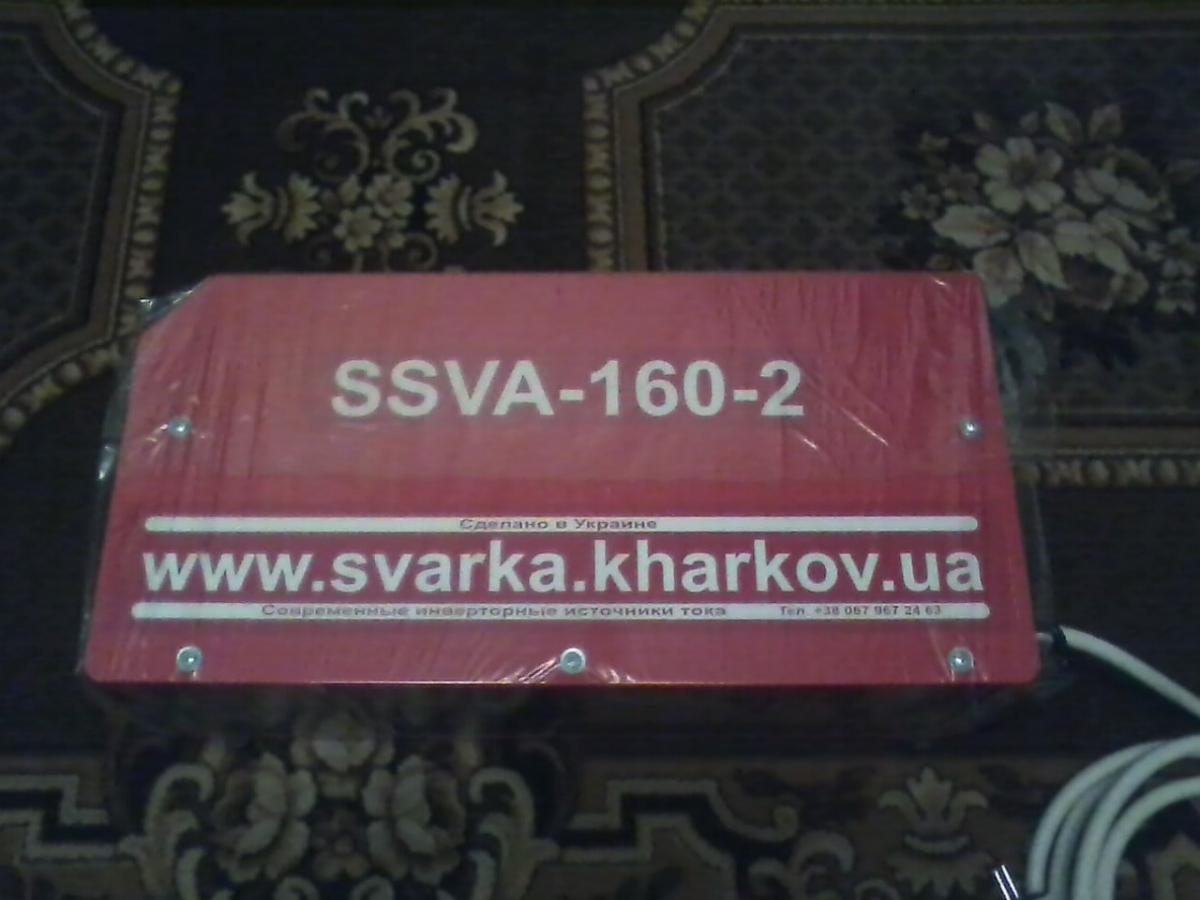 SSVA-160-2
Сделано в Украине
www.svarka.kharkov.ua
Современные инверторные источники тока Тел. +38 067 967 24 63